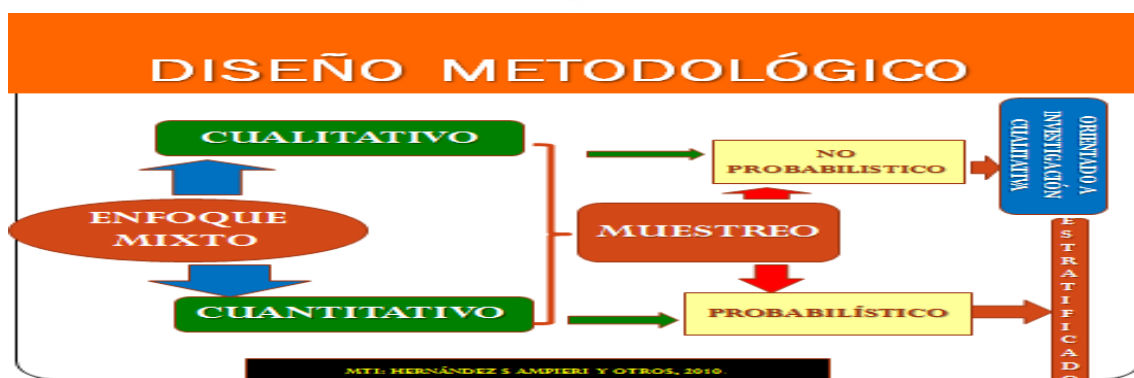 DISEÑO METODOLÓGICO
CUALITATIVO
ENFOQUE
MIXTO
CUANTITATIVO
MUESTREO
NO
PROBABILISTICO
PROBABILÍSTICO
ORIENTADO A
INVESTIGACIÓN
CUALITATIVA
ESTRATIFICADO
MTI: HERNÁNDEZ S AMPIERI Y OTROS, 2010.